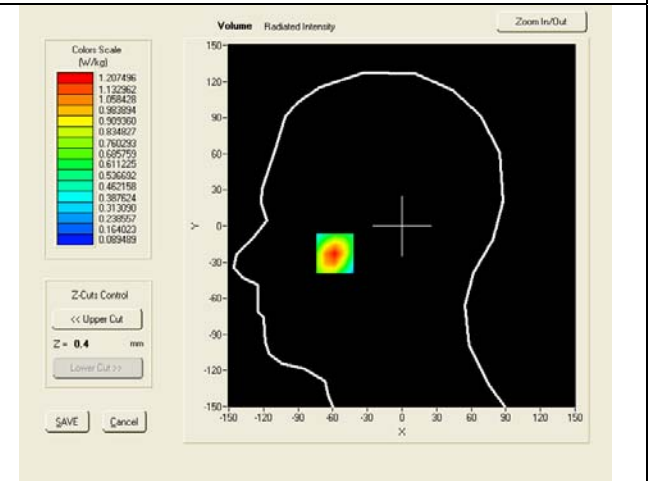 Volume Radiated Intensity
Zoom In/Out
Colors Scale
(W/kg)
1.207496
1.132962
1.058428
0.983894
0.909360
0.834827
0.760293
0.685759
0.611225
0.536692
0.462158
0.387624
0.313090
0.238557
0.164023
0.089489
150
120
90
60
30
0
-30
-60
-90
-120
-150
Y
-150 -120 -90 -60 -30 0 30 60 90 120 150
X
Z-Cuts Control
<< Upper Cut
Z = 0.4 mm
Lower Cut >>
SAVE Cancel